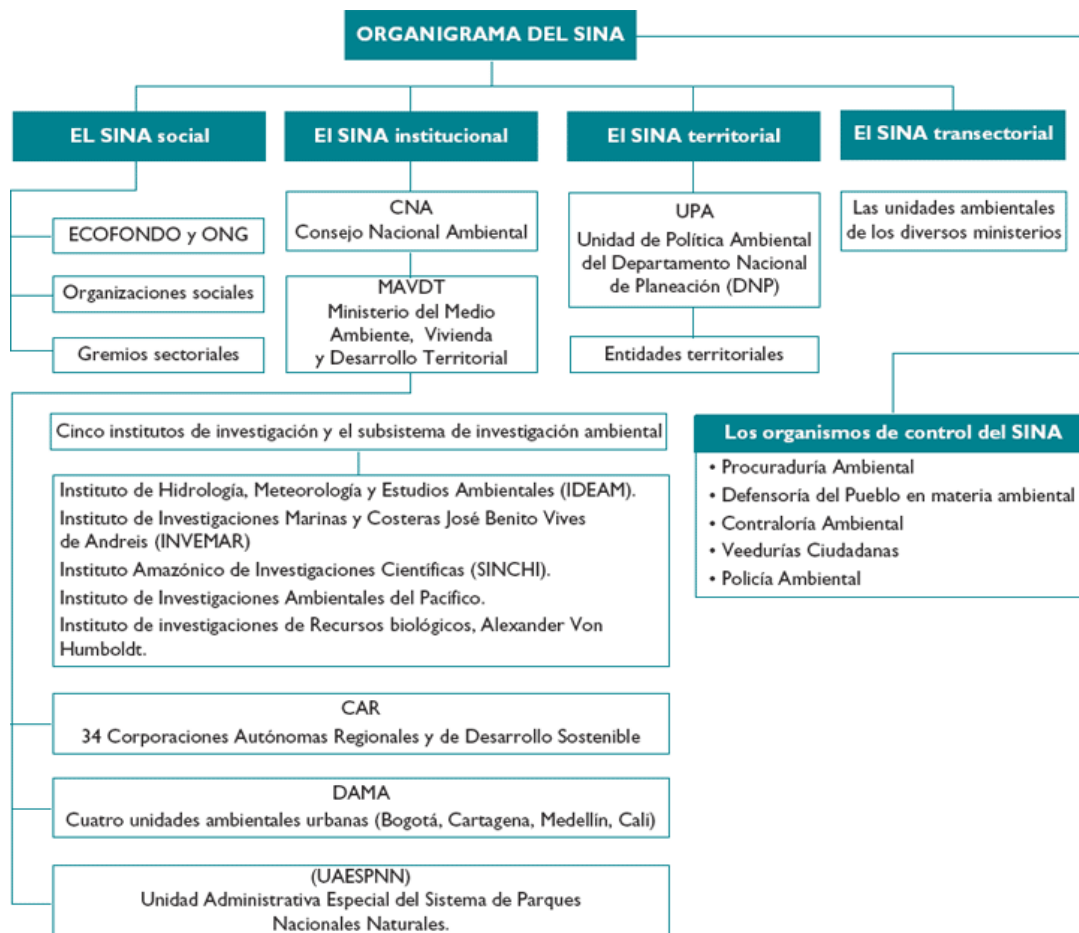 ORGANIGRAMA DEL SINA
EL SINA social
El SINA institucional
El SINA territorial
El SINA transectorial
ECOFONDO y ONG
Organizaciones sociales
Gremios sectoriales
CNA
Consejo Nacional Ambiental
MAVDT
Ministerio del Medio
Ambiente, Vivienda
y Desarrollo Territorial
UPA
Unidad de Política Ambiental
del Departamento Nacional
de Planeación (DNP)
Entidades territoriales
Las unidades ambientales
de los diversos ministerios
Cinco institutos de investigación y el subsistema de investigación ambiental
Instituto de Hidrología, Meteorología y Estudios Ambientales (IDEAM).
Instituto de Investigaciones Marinas y Costeras José Benito Vives
de Andreis (INVEMAR)
Instituto Amazónico de Investigaciones Científicas (SINCHI).
Instituto de Investigaciones Ambientales del Pacífico.
Instituto de investigaciones de Recursos biológicos, Alexander Von
Humboldt.
CAR
34 Corporaciones Autónomas Regionales y de Desarrollo Sostenible
DAMA
Cuatro unidades ambientales urbanas (Bogotá, Cartagena, Medellín, Cali)
(UAESPNN)
Unidad Administrativa Especial del Sistema de Parques
Nacionales Naturales.
Los organismos de control del SINA
• Procuraduría Ambiental
• Defensoría del Pueblo en materia ambiental
• Contraloría Ambiental
• Veedurías Ciudadanas
• Policía Ambiental